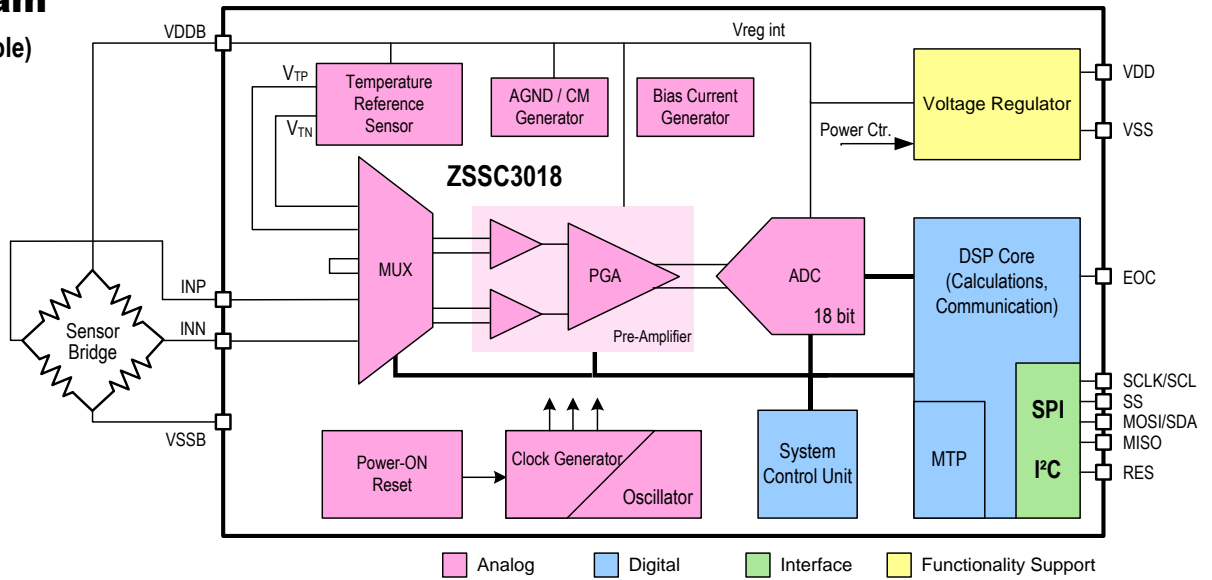 VDDB
Vreg int
VTP
Temperature
Reference
Sensor
VTN
AGND / CM
Generator
Bias Current
Generator
Voltage Regulator
Power Ctr.
VDD
VSS
ZSSC3018
MUX
PGA
Pre-Amplifier
ADC
18 bit
DSP Core
(Calculations,
Communication)
EOC
INP
INN
Sensor
Bridge
VSSB
SCLK/SCL
SS
MOSI/SDA
MISO
RES
SPI
I²C
MTP
System
Control Unit
Power-ON
Reset
Clock Generator
Oscillator
Analog
Digital
Interface
Functionality Support